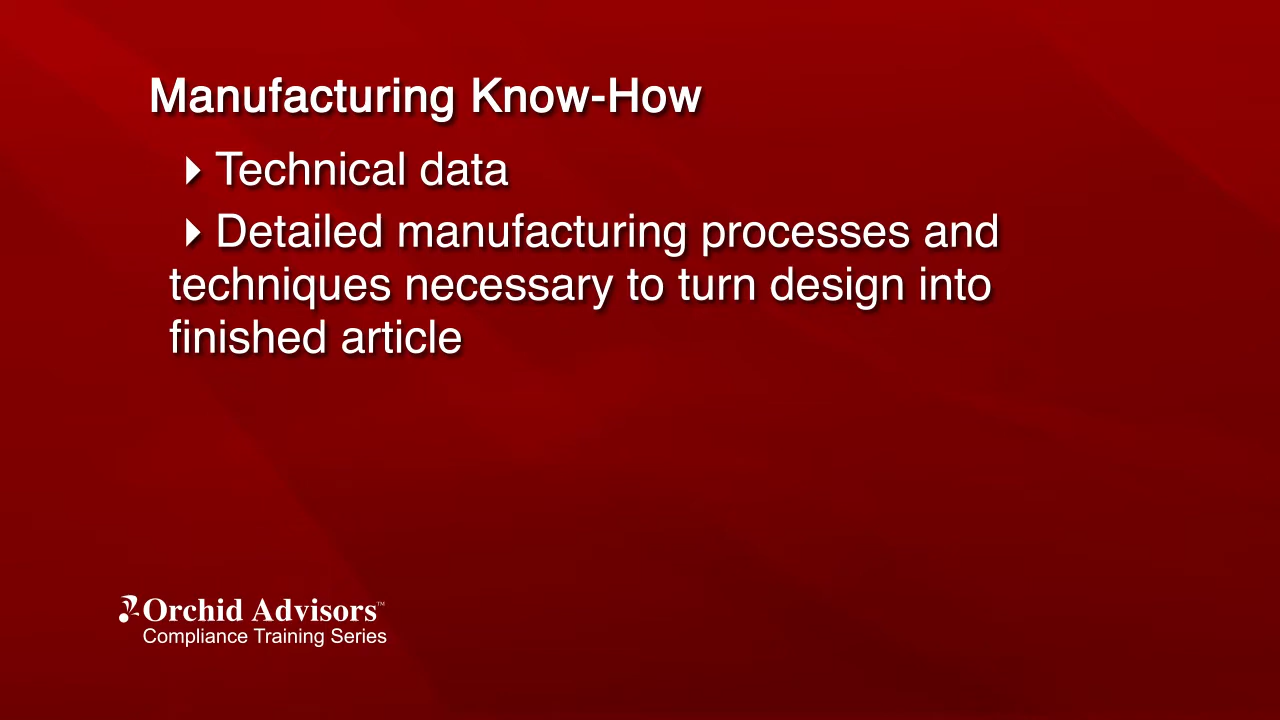 Manufacturing Know-How
Technical data
Detailed manufacturing processes and
techniques necessary to turn design into
finished article
Orchid Advisors™
Compliance Training Series